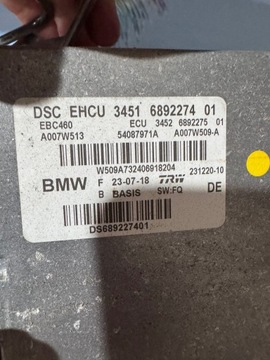 DSC EHCU 3451 6892274 01
EBC460 ECU 3452 6892275 01
A007W513 54087971A A007W509-A
W509A732406918204
BMW F 23-07-18 TRW 231220-10
B BASIS SW:FQ DE
DS689227401